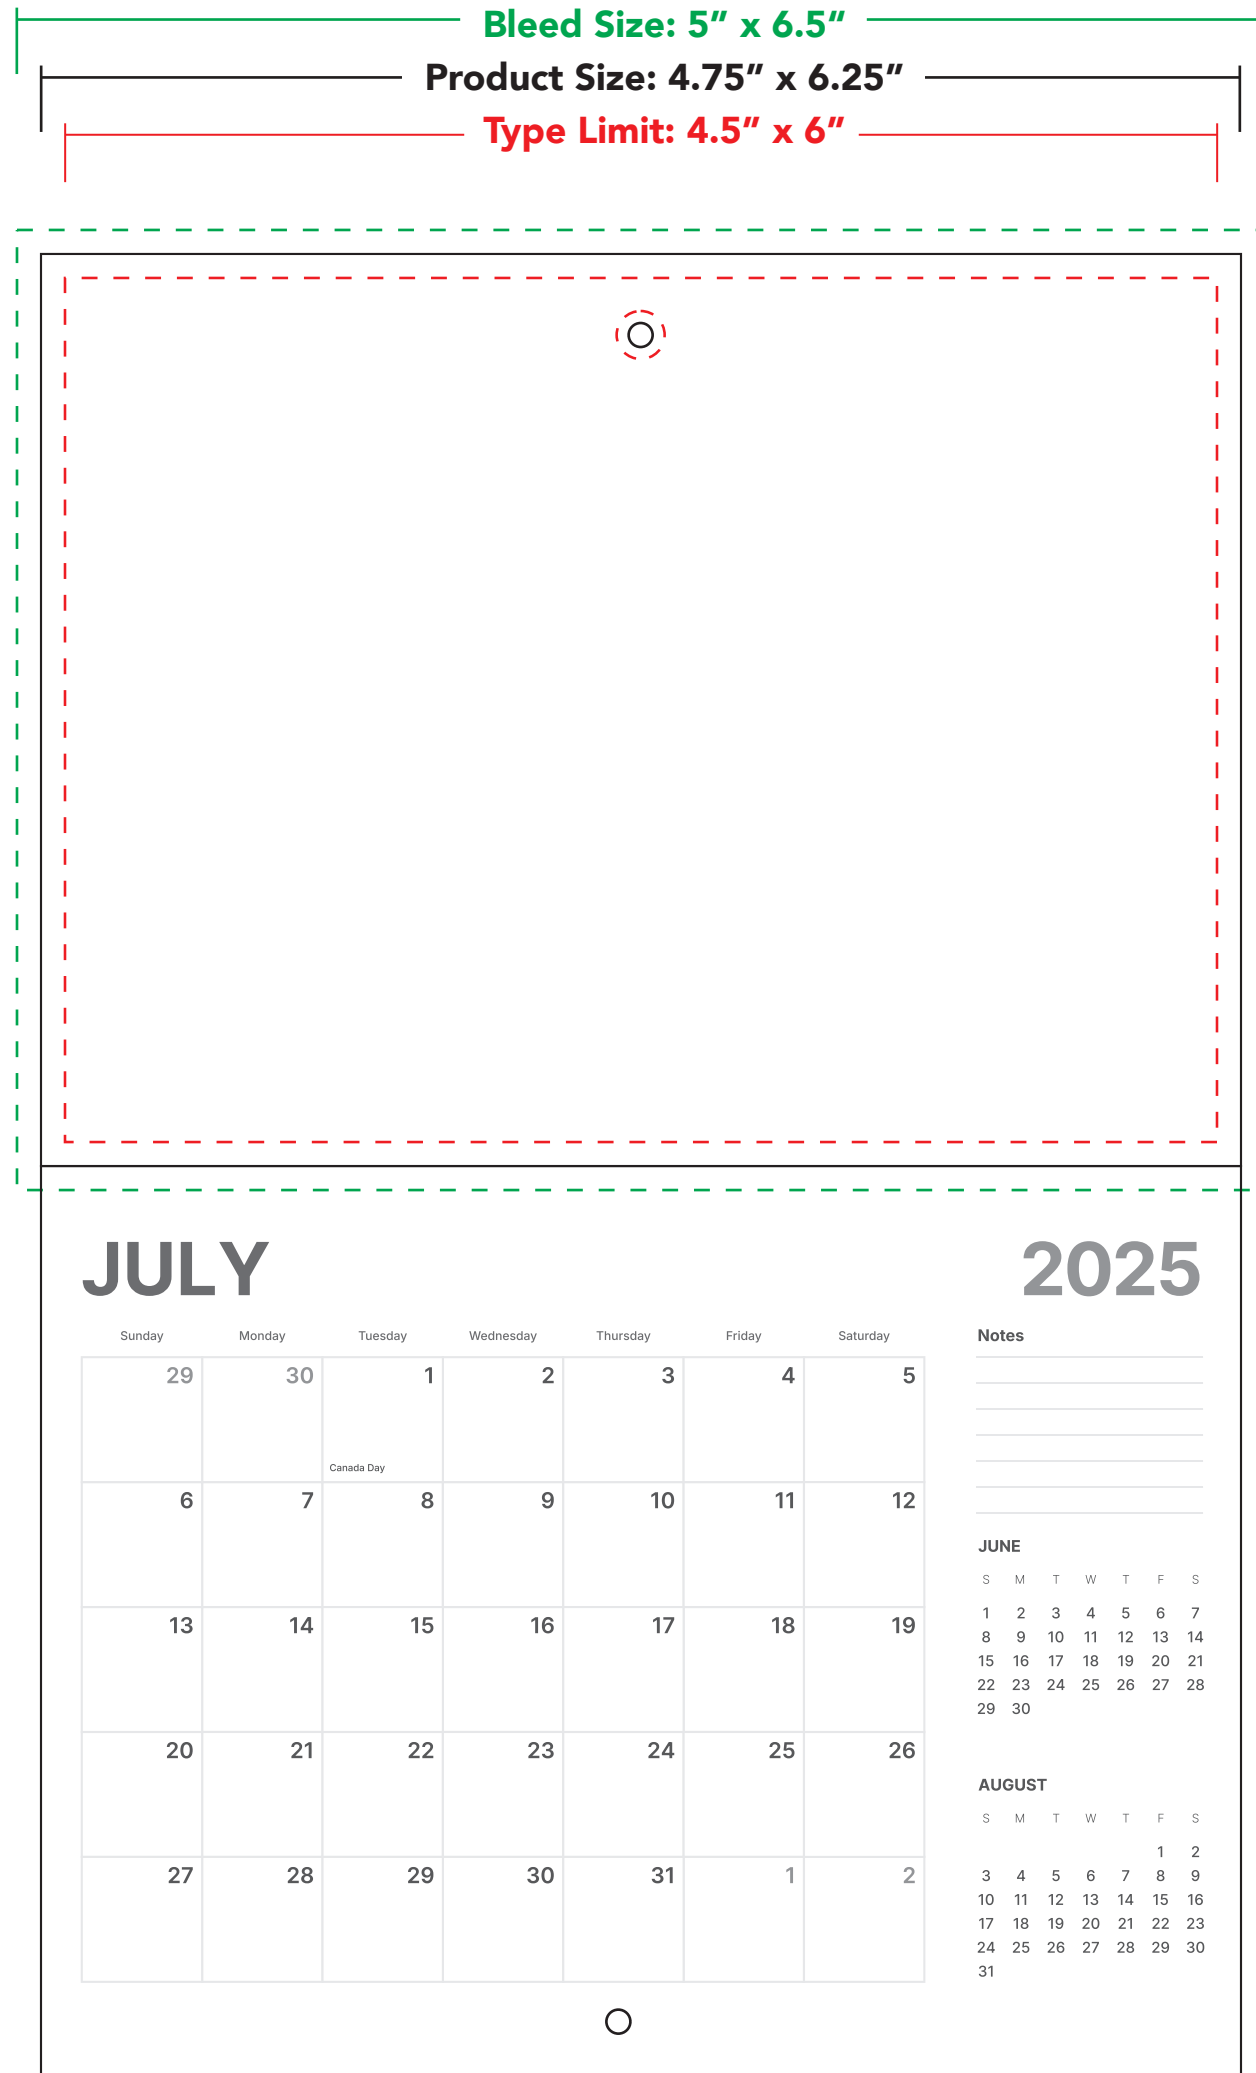 Bleed Size: 5” x 6.5”
Product Size: 4.75” x 6.25”
Type Limit: 4.5” x 6”
JULY 2025
Sunday Monday Tuesday Wednesday Thursday Friday Saturday
29 30 1 2 3 4 5
Canada Day
6 7 8 9 10 11 12
13 14 15 16 17 18 19
20 21 22 23 24 25 26
27 28 29 30 31 1 2
Notes
JUNE
S M T W T F S
1 2 3 4 5 6 7
8 9 10 11 12 13 14
15 16 17 18 19 20 21
22 23 24 25 26 27 28
29 30
AUGUST
S M T W T F S
1 2
3 4 5 6 7 8 9
10 11 12 13 14 15 16
17 18 19 20 21 22 23
24 25 26 27 28 29 30
31